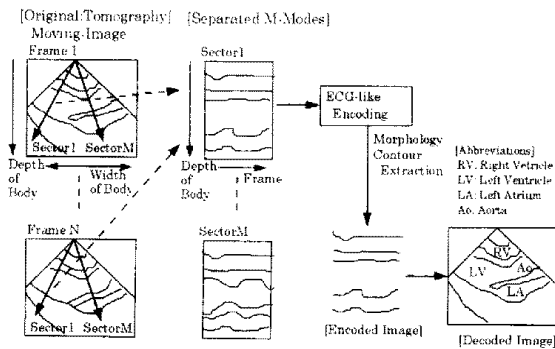 [Original:Tomography
Moving-Image
[Separated M-Modes]
Frame 1
Sector1
Sector1 SectorM
Depth
of
Body
Width
of Body
Depth
of
Body
Frame
ECG-like
Encoding
Morphology
Contour
Extraction
[Abbreviations]
RV: Right Vetricle
LV: Left Ventricle
LA: Left Atrium
Ao: Aorta
Frame N
Sector1 SectorM
SectorM
[Encoded Image]
RV
LV
Ao
LA
[Decoded Image]